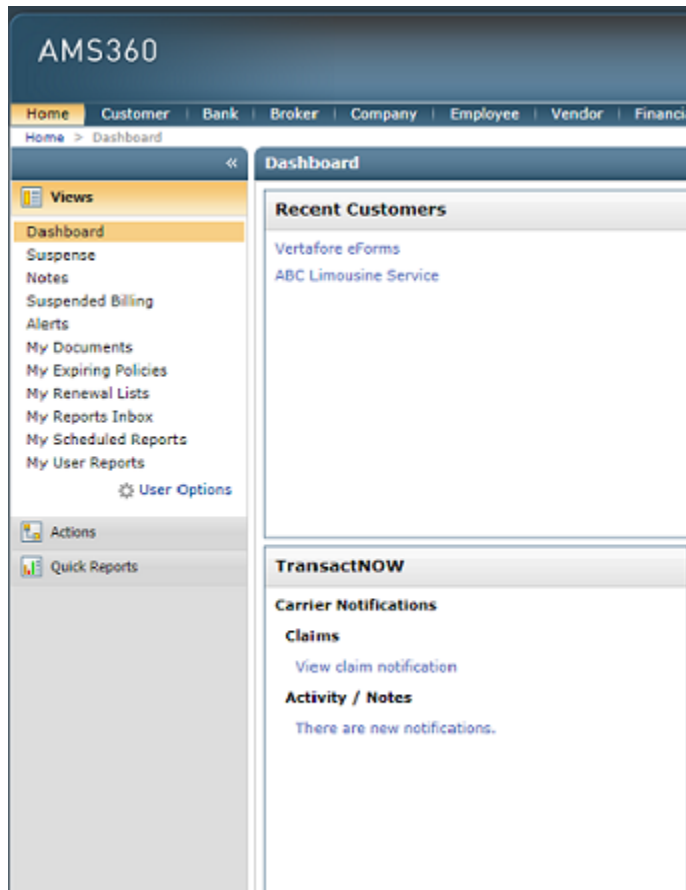 AMS360
Home Customer Bank Broker Company Employee Vendor Financi
Home > Dashboard
«
Views
Dashboard
Suspense
Notes
Suspended Billing
Alerts
My Documents
My Expiring Policies
My Renewal Lists
My Reports Inbox
My Scheduled Reports
My User Reports
User Options
Actions
Quick Reports
Dashboard
Recent Customers
Vertafore eForms
ABC Limousine Service
TransactNOW
Carrier Notifications
Claims
View claim notification
Activity / Notes
There are new notifications.